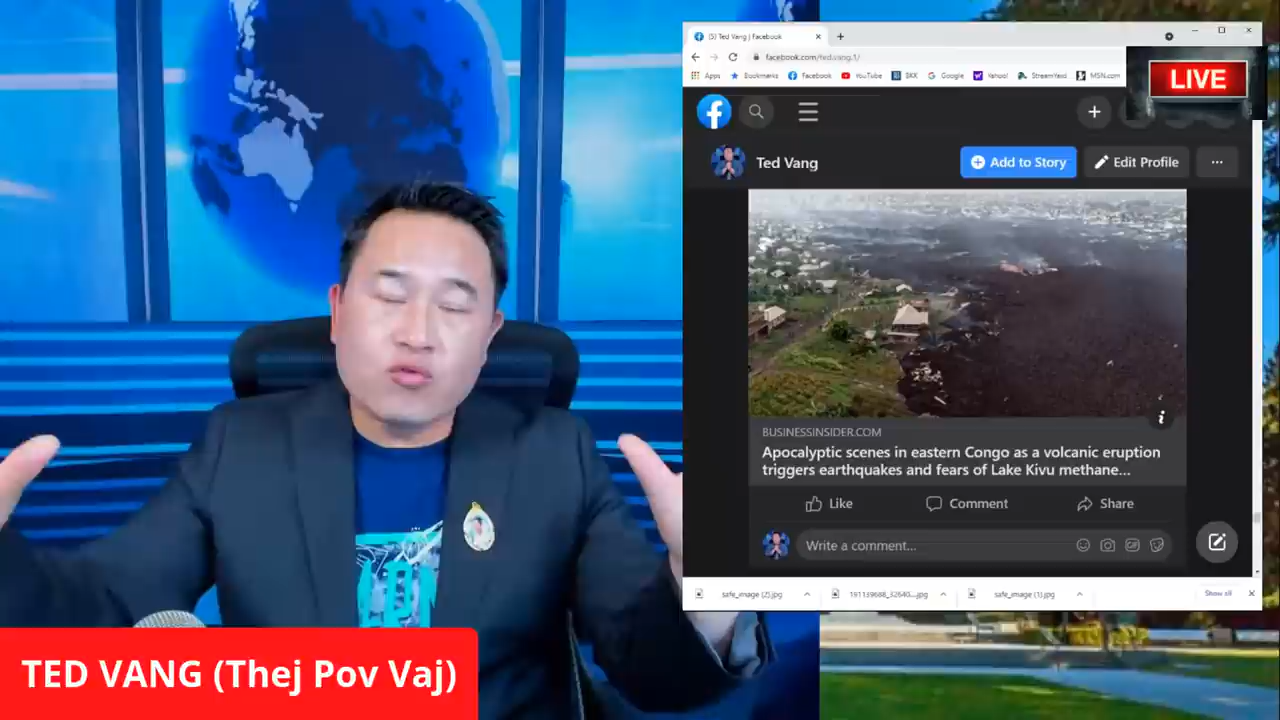 (5) Ted Vang | Facebook
facebook.com/ted.vang.1/
Apps Bookmarks Facebook YouTube Google Yahoo! StreamYard MSN.com
LIVE
Ted Vang
Add to Story
Edit Profile
BUSINESSINSIDER.COM
Apocalyptic scenes in eastern Congo as a volcanic eruption
triggers earthquakes and fears of Lake Kivu methane...
Like Comment Share
Write a comment...
safe_image (2).jpg
safe_image (1).jpg
Show all
TED VANG (Thej Pov Vaj)